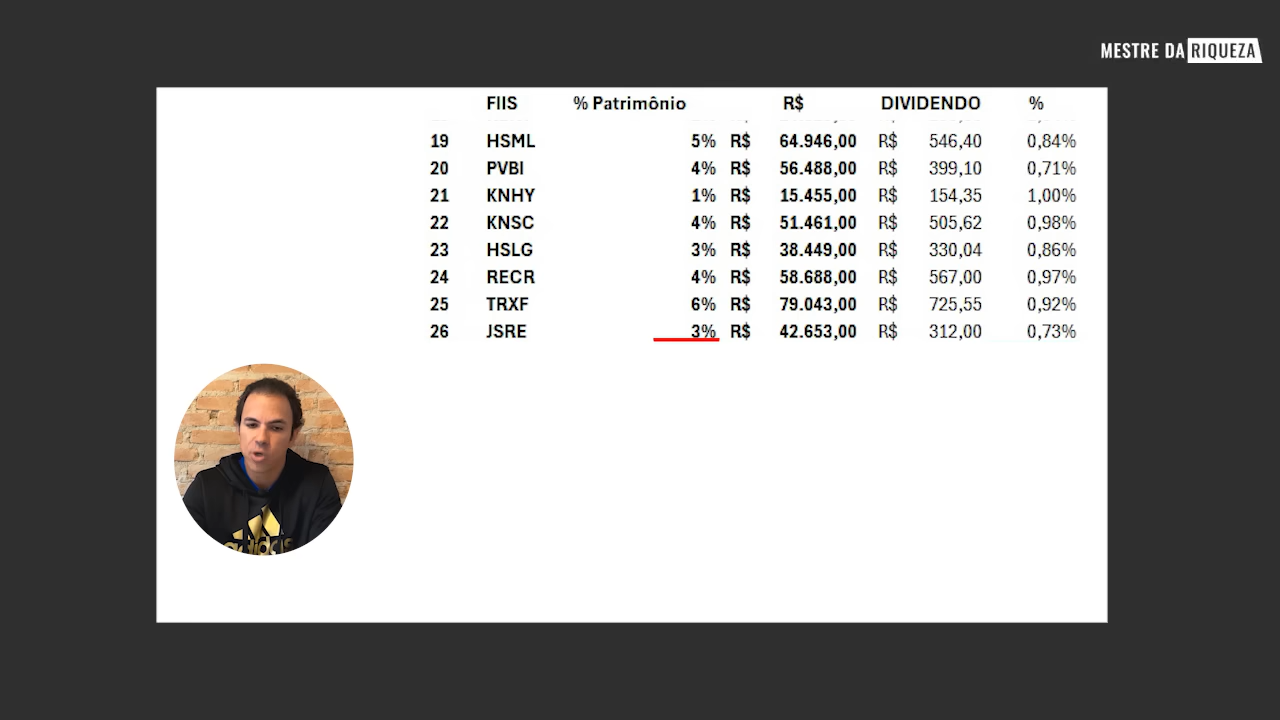 MESTRE DA RIQUEZA
FIIS % Patrimônio R$ DIVIDENDO %
19 HSML 5% R$ 64.946,00 R$ 546,40 0,84%
20 PVBI 4% R$ 56.488,00 R$ 399,10 0,71%
21 KNHY 1% R$ 15.455,00 R$ 154,35 1,00%
22 KNSC 4% R$ 51.461,00 R$ 505,62 0,98%
23 HSLG 3% R$ 38.449,00 R$ 330,04 0,86%
24 RECR 4% R$ 58.688,00 R$ 567,00 0,97%
25 TRXF 6% R$ 79.043,00 R$ 725,55 0,92%
26 JSRE 3% R$ 42.653,00 R$ 312,00 0,73%
adidas